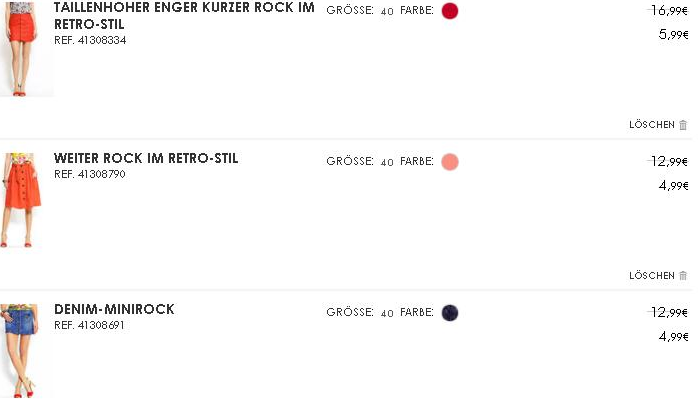 TAILLENHOHER ENGER KURZER ROCK IM GRÖSSE: 40 FARBE: 16,99€
RETRO-STIL 5,99€
REF. 41308334
LÖSCHEN
WEITER ROCK IM RETRO-STIL GRÖSSE: 40 FARBE: 12,99€
REF. 41308790
4,99€
LÖSCHEN
DENIM-MINIROCK GRÖSSE: 40 FARBE: 12,99€
REF. 41308691
4,99€